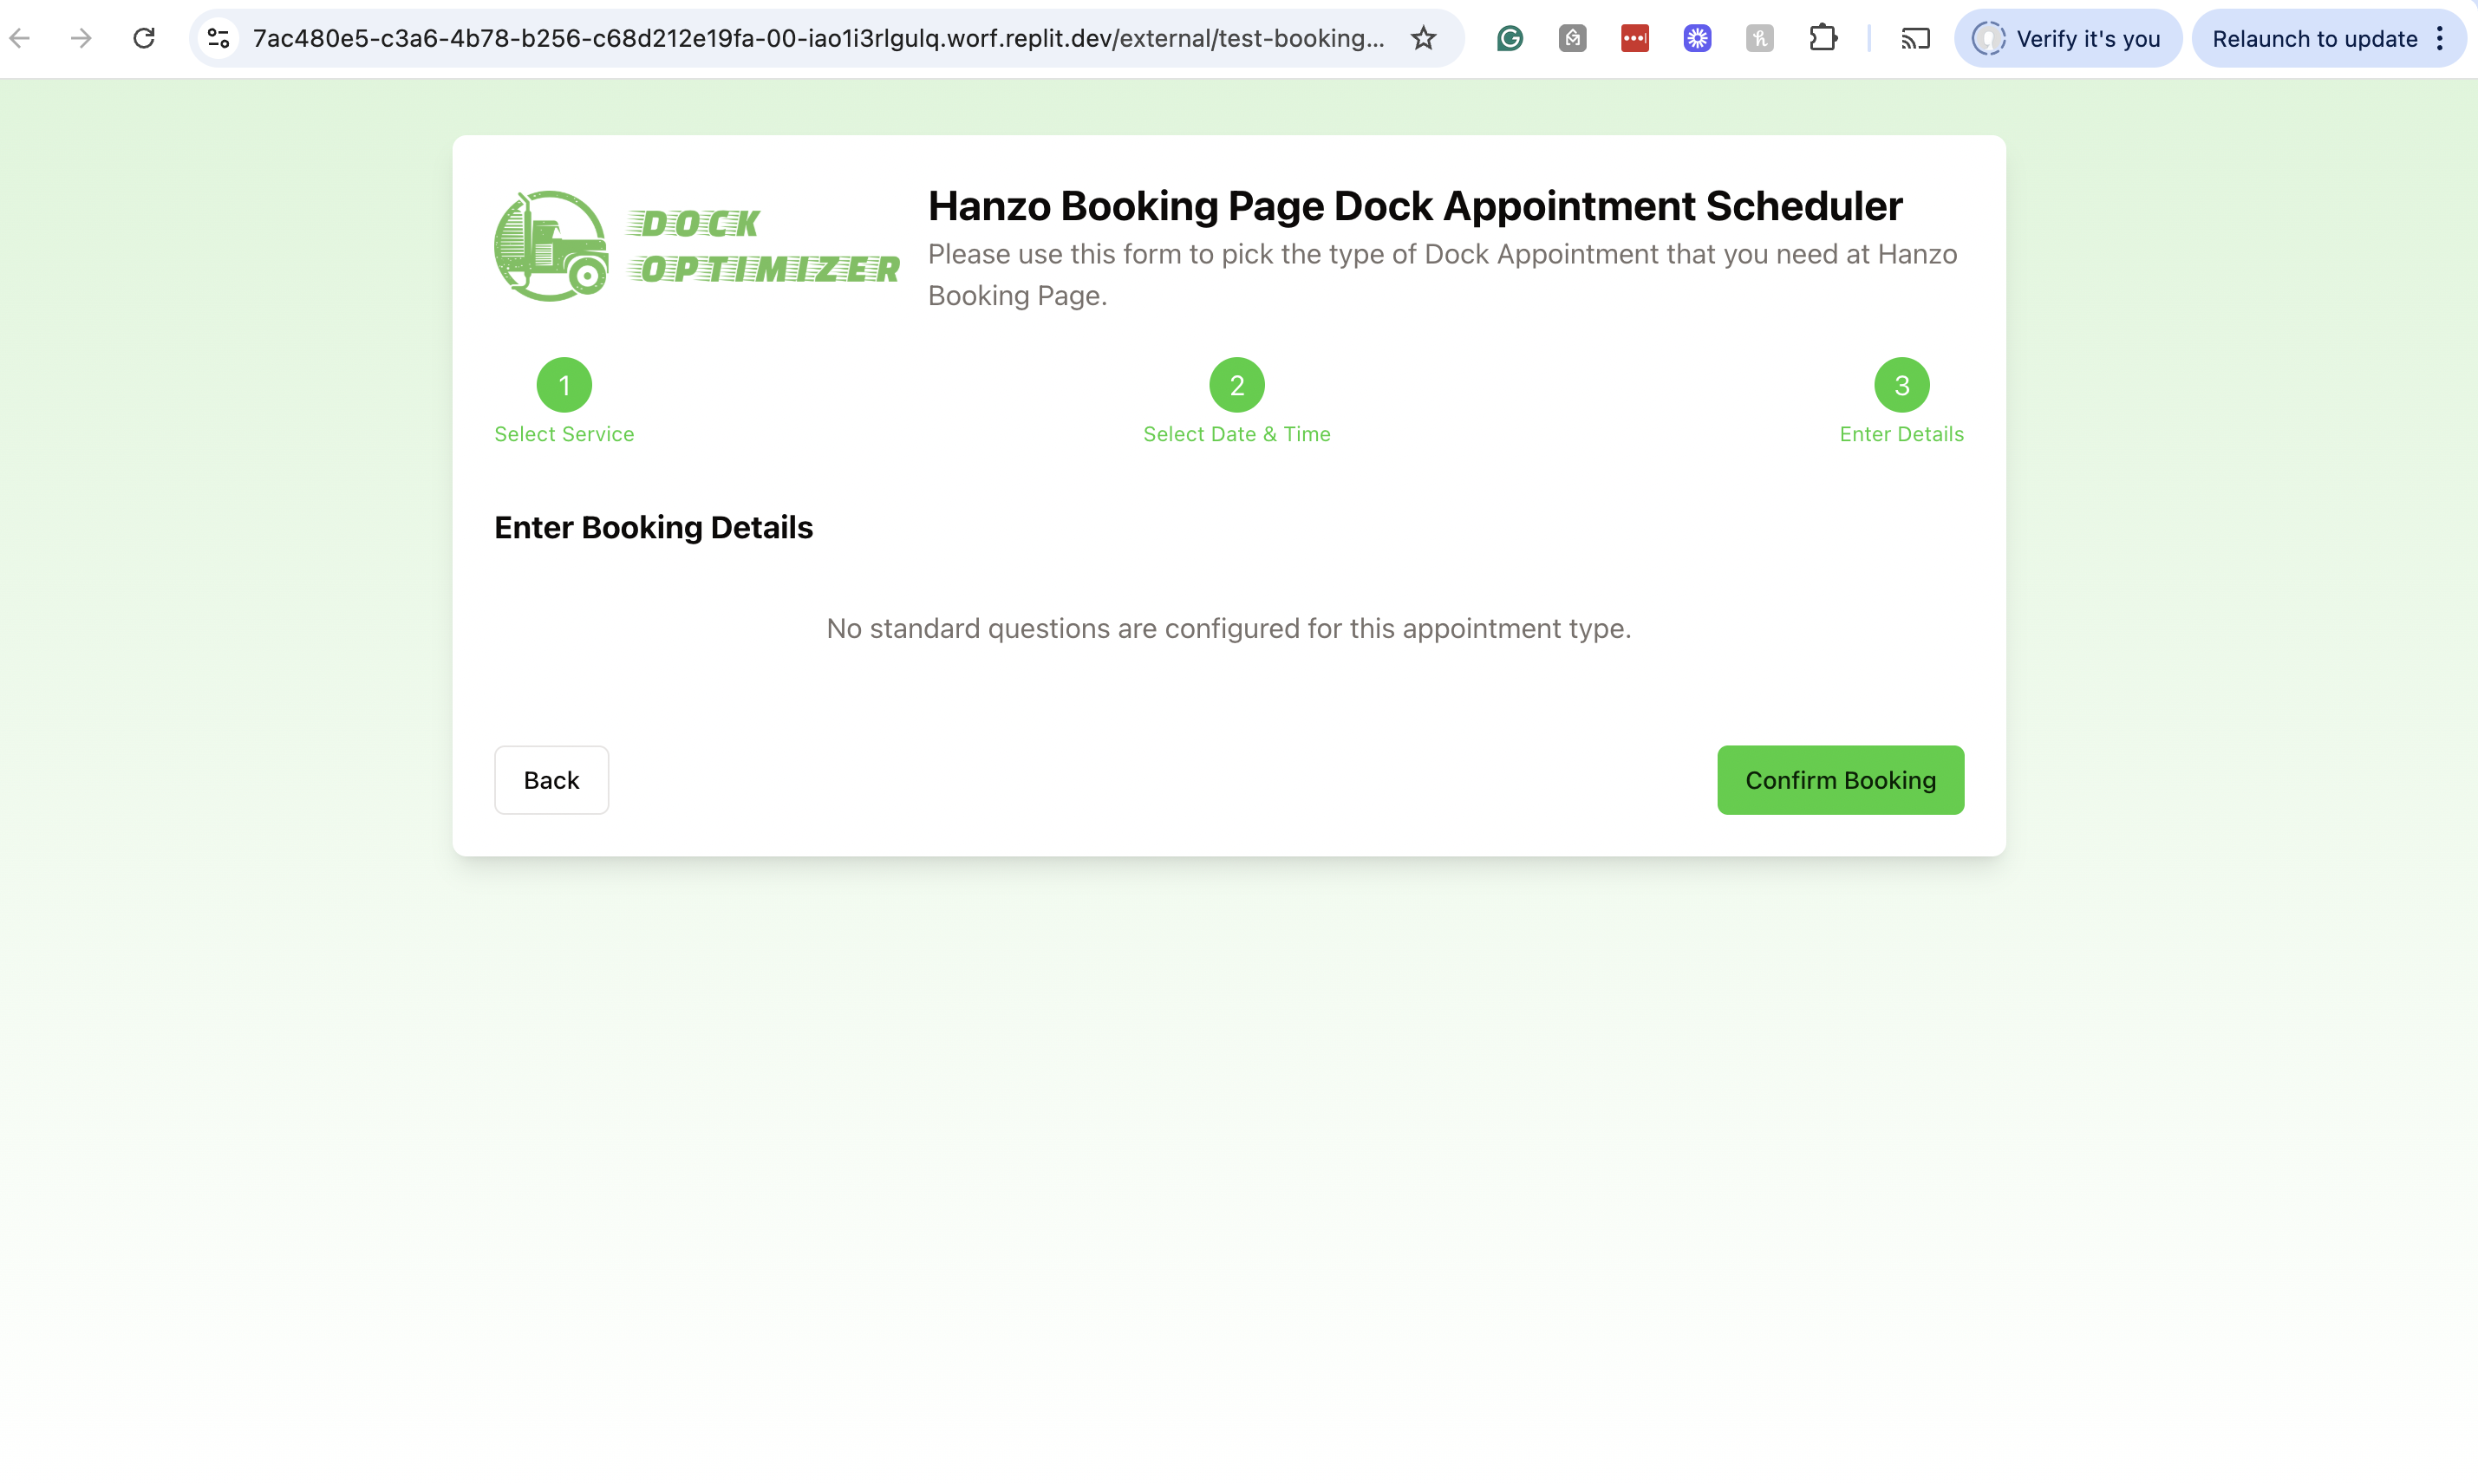 7ac480e5-c3a6-4b78-b256-c68d212e19fa-00-iao1i3rlgulq.worf.replit.dev/external/test-booking...
Verify it's you
Relaunch to update
DOCK
OPTIMIZER
Hanzo Booking Page Dock Appointment Scheduler
Please use this form to pick the type of Dock Appointment that you need at Hanzo
Booking Page.
1
2
3
Select Service
Select Date & Time
Enter Details
Enter Booking Details
No standard questions are configured for this appointment type.
Back
Confirm Booking